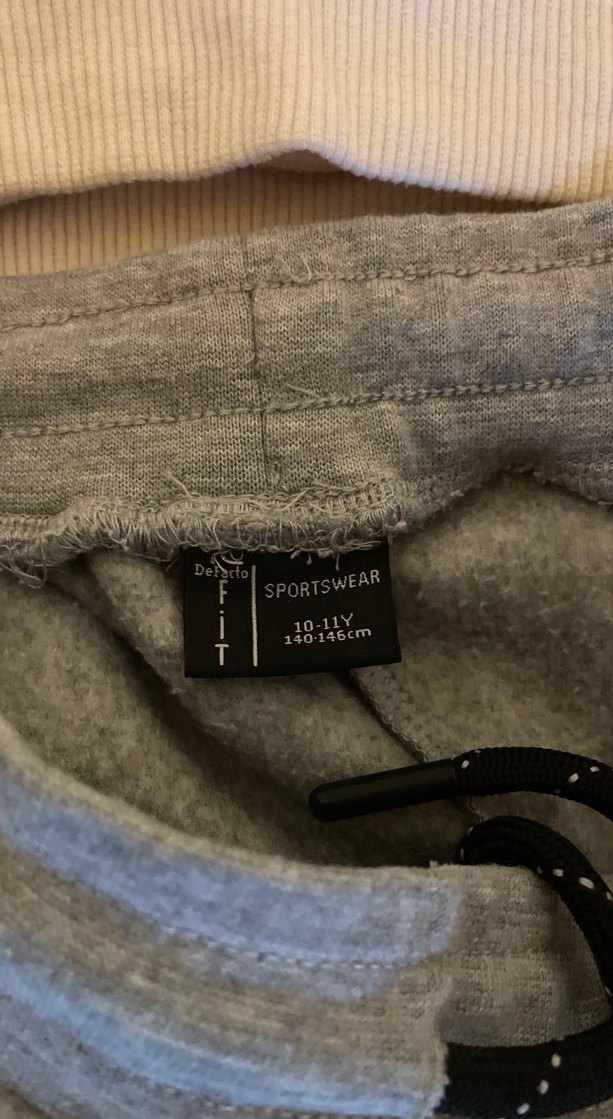 DeFacto
FiT
SPORTSWEAR
10-11Y
140-146cm